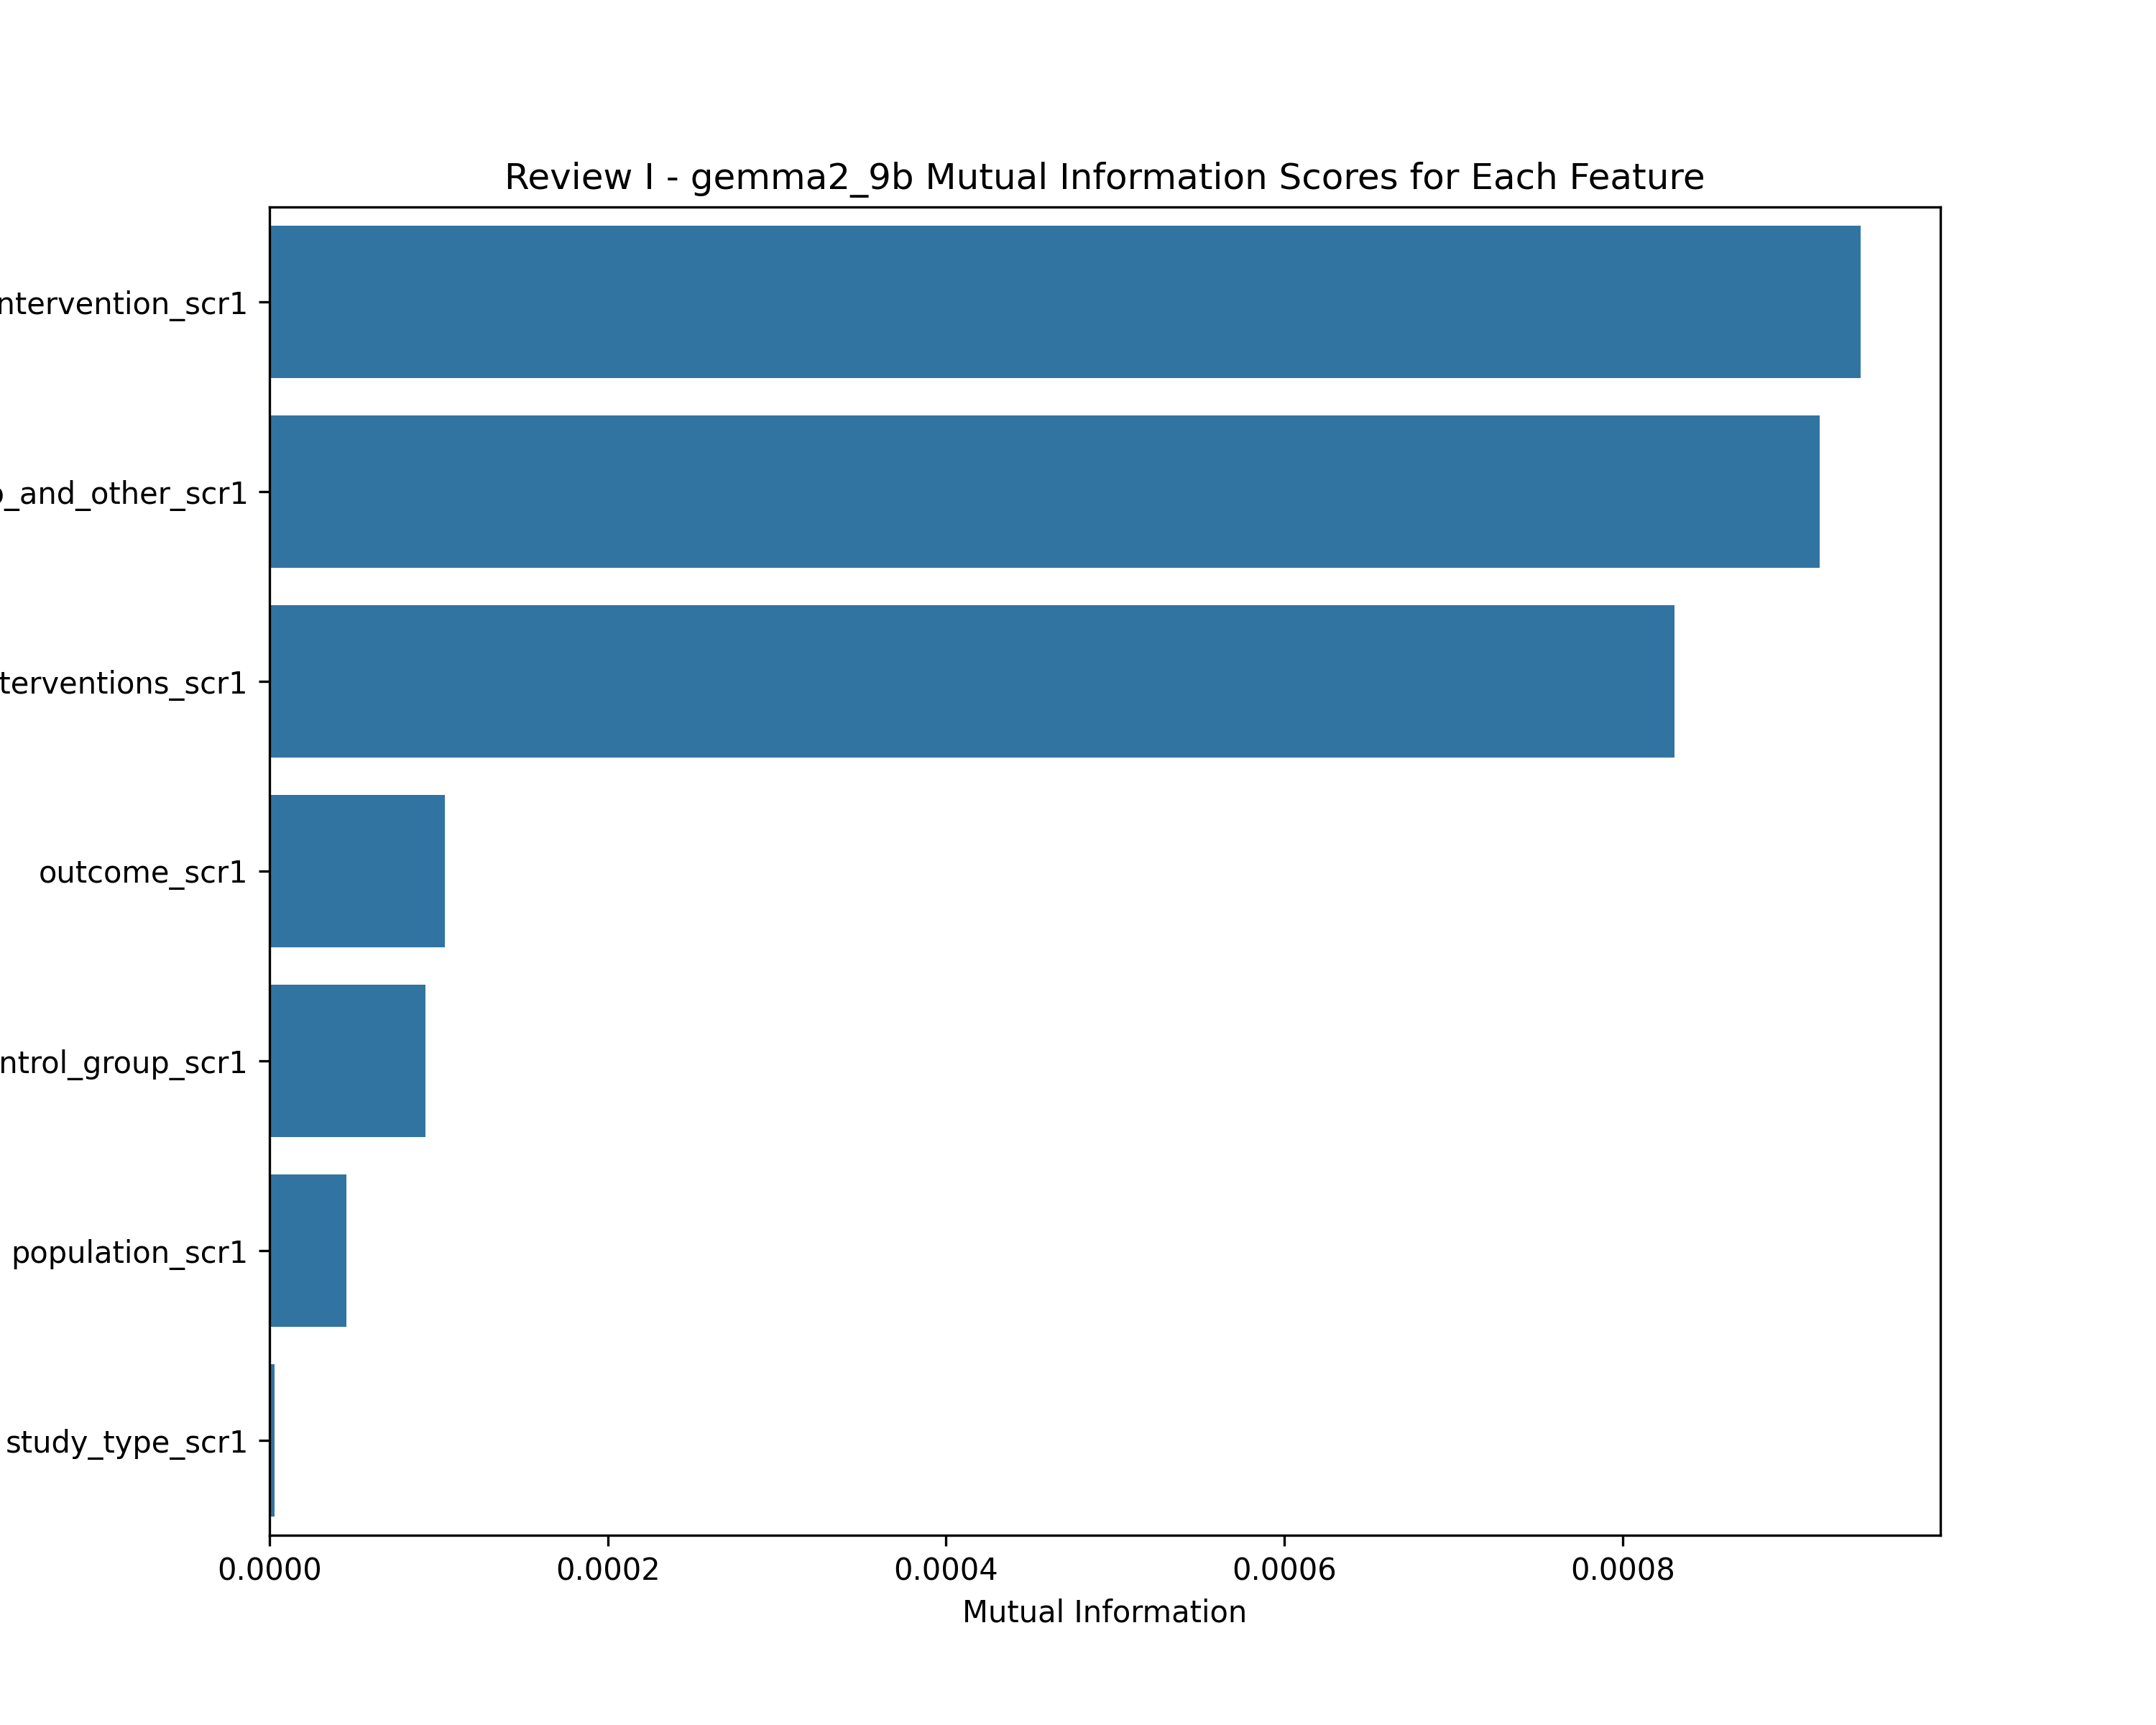 Review I - gemma2_9b Mutual Information Scores for Each Feature
ntervention_scr1
_and_other_scr1
terventions_scr1
outcome_scr1
ntrol_group_scr1
population_scr1
study_type_scr1
0.0000 0.0002 0.0004 0.0006 0.0008
Mutual Information